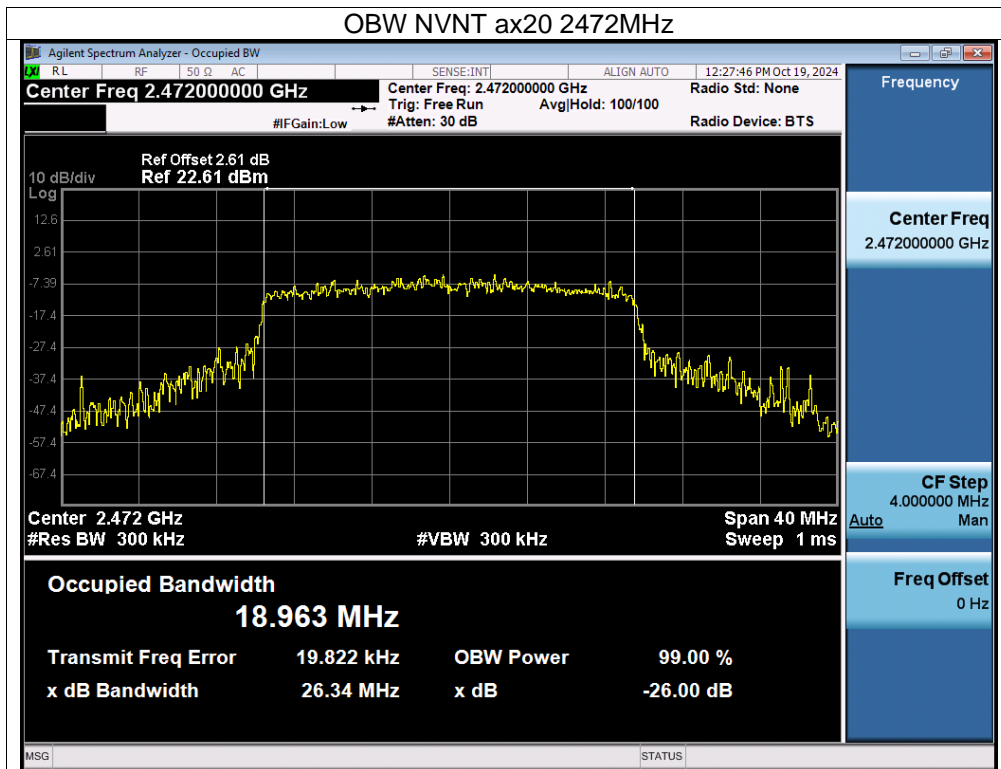 OBW NVNT ax20 2472MHz
Agilent Spectrum Analyzer - Occupied BW
LXI RL RF 50 Ω AC SENSE:INT ALIGN AUTO 12:27:46 PM Oct 19, 2024
Center Freq 2.472000000 GHz
Center Freq: 2.472000000 GHz
Radio Std: None
Trig: Free Run Avg|Hold: 100/100
#IFGain:Low
#Atten: 30 dB
Radio Device: BTS
Ref Offset 2.61 dB
10 dB/div Ref 22.61 dBm
Log
12.6
2.61
-7.39
-17.4
-27.4
-37.4
-47.4
-57.4
-67.4
Center 2.472 GHz Span 40 MHz
#Res BW 300 kHz #VBW 300 kHz Sweep 1 ms
Occupied Bandwidth
18.963 MHz
Transmit Freq Error 19.822 kHz OBW Power 99.00 %
x dB Bandwidth 26.34 MHz x dB -26.00 dB
MSG STATUS
Frequency
Center Freq
2.472000000 GHz
CF Step
4.000000 MHz
Auto Man
Freq Offset
0 Hz